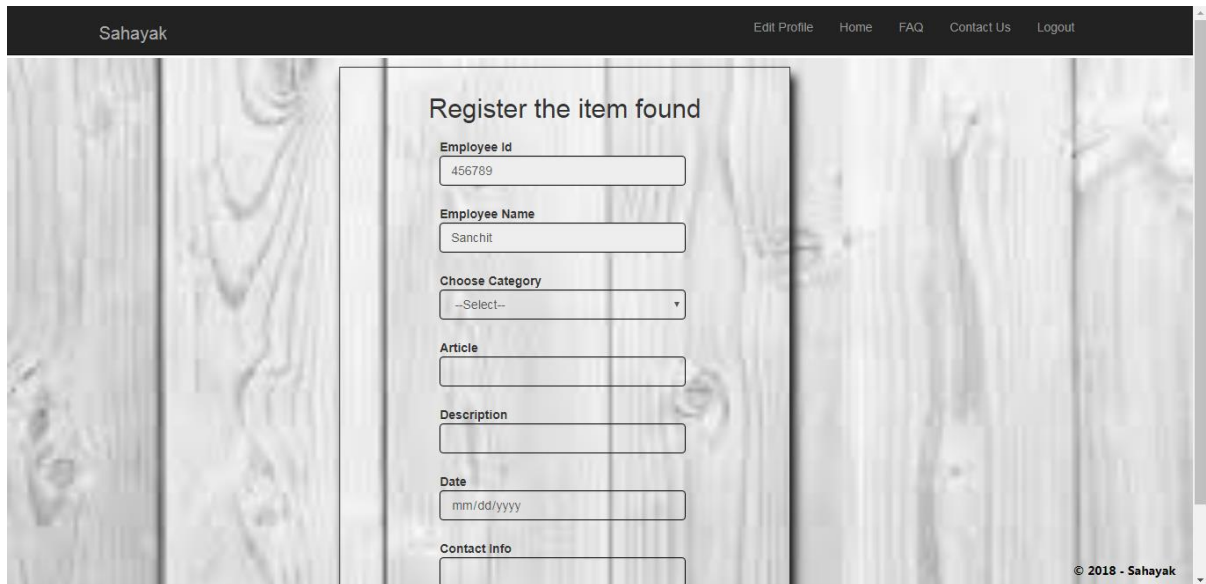 Sahayak
Edit Profile Home FAQ Contact Us Logout
Register the item found
Employee Id
456789
Employee Name
Sanchit
Choose Category
--Select--
Article
Description
Date
mm/dd/yyyy
Contact Info
© 2018 - Sahayak